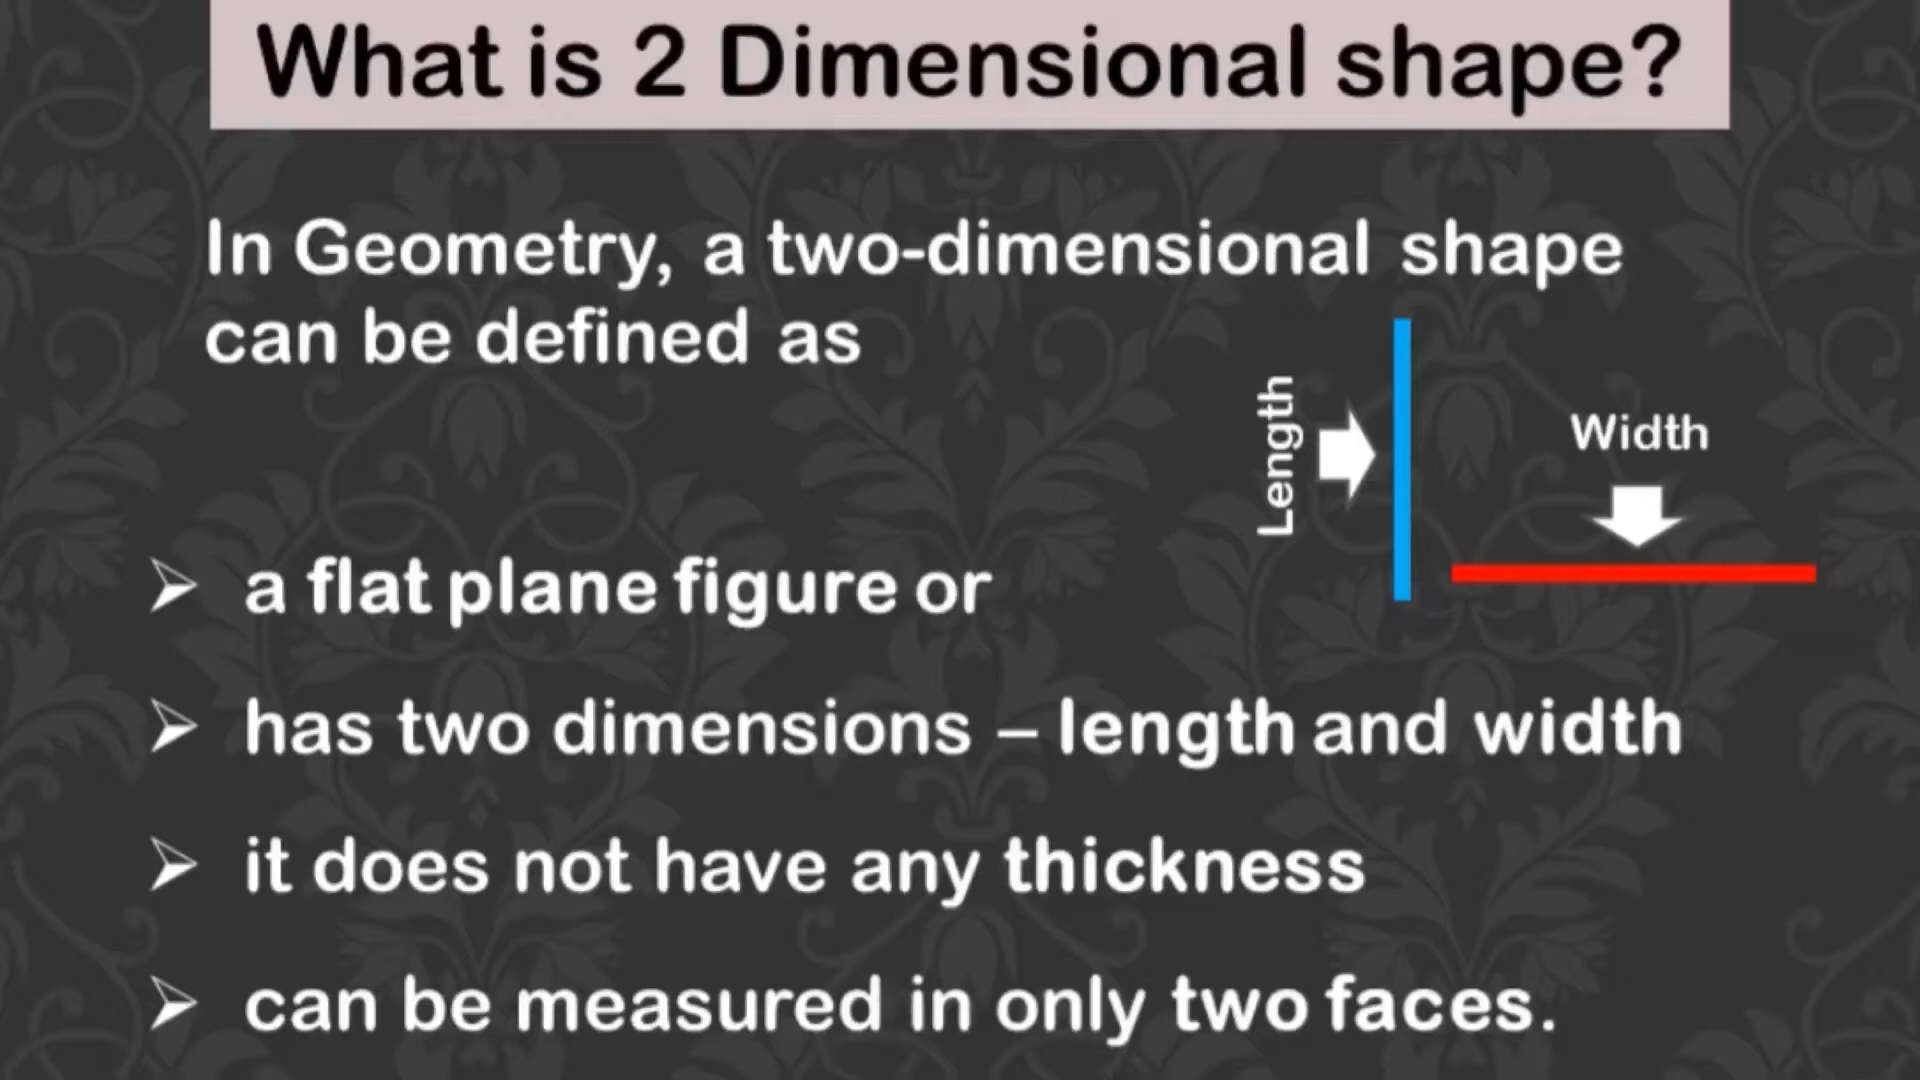 What is 2 Dimensional shape?
In Geometry, a two-dimensional shape
can be defined as
Length
Width
a flat plane figure or
has two dimensions – length and width
it does not have any thickness
can be measured in only two faces.